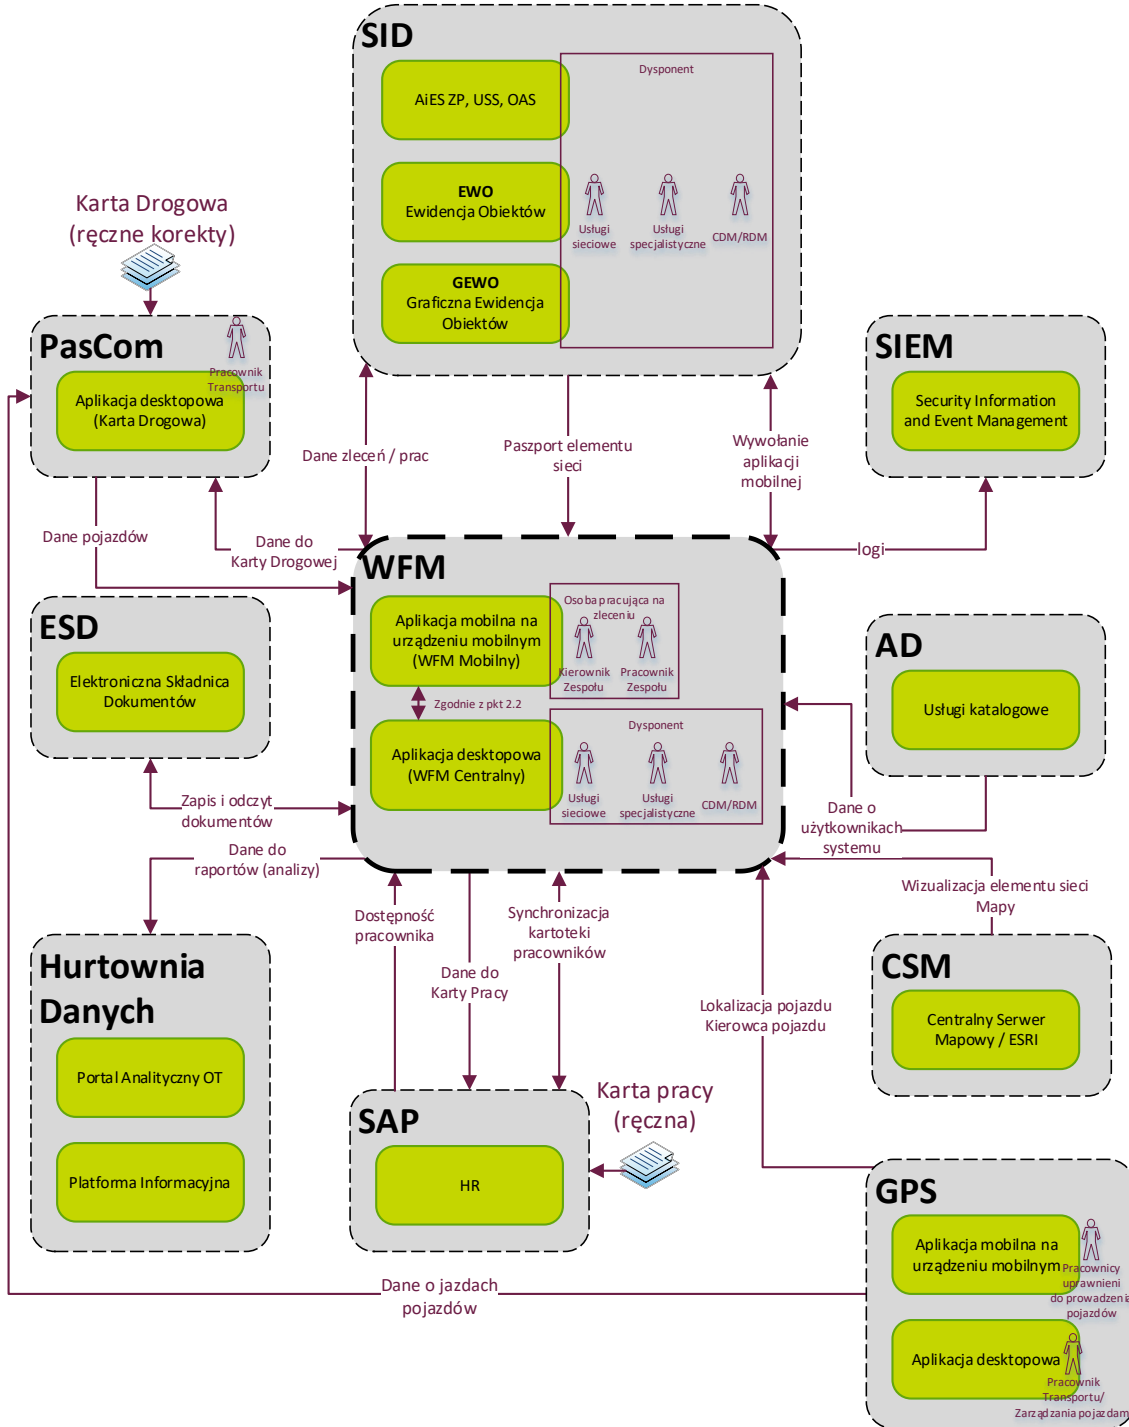 SID
Dysponent
AiES ZP, USS, OAS
EWO
Ewidencja Obiektów
Usługi
sieciowe
Usługi
specjalistyczne
CDM/RDM
GEWO
Graficzna Ewidencja
Obiektów
Karta Drogowa
(ręczne korekty)
PasCom
Pracownik
Transportu
Aplikacja desktopowa
(Karta Drogowa)
SIEM
Security Information
and Event Management
Dane zleceń / prac
Paszport elementu
sieci
Wywołanie
aplikacji
mobilnej
Dane pojazdów
Dane do
Karty Drogowej
logi
WFM
Aplikacja mobilna na
urządzeniu mobilnym
(WFM Mobilny)
Osoba pracująca na
zleceniu
Kierownik
Zespołu
Pracownik
Zespołu
Zgodnie z pkt 2.2
Aplikacja desktopowa
(WFM Centralny)
Dysponent
Usługi
sieciowe
Usługi
specjalistyczne
CDM/RDM
ESD
Elektroniczna Składnica
Dokumentów
AD
Usługi katalogowe
Zapis i odczyt
dokumentów
Dane o
użytkownikach
systemu
Dane do
raportów (analizy)
Wizualizacja elementu sieci
Mapy
Dostępność
pracownika
Dane do
Karty Pracy
Synchronizacja
kartoteki
pracowników
Hurtownia
Danych
Portal Analityczny OT
Platforma Informacyjna
CSM
Centralny Serwer
Mapowy / ESRI
Lokalizacja pojazdu
Kierowca pojazdu
SAP
HR
Karta pracy
(ręczna)
GPS
Aplikacja mobilna na
urządzeniu mobilnym
Pracownicy
uprawnieni
do prowadzenia
pojazdów
Aplikacja desktopowa
Pracownik
Transportu/
Zarządzania pojazdami
Dane o jazdach
pojazdów